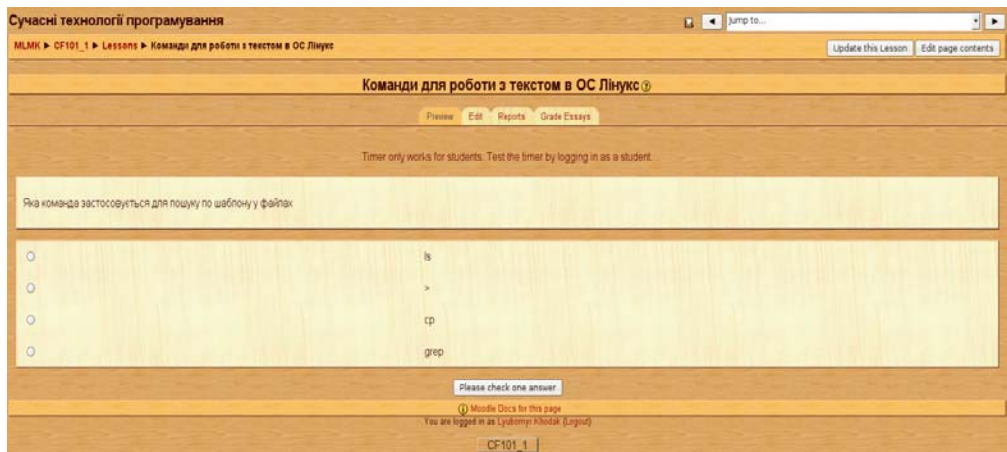 Сучасні технології програмування
Jump to...
MLMK ► CF101_1 ► Lessons ► Команди для роботи з текстом в ОС Лінукс
Update this Lesson Edit page contents
Команди для роботи з текстом в ОС Лінукс
Preview Edit Reports Grade Essays
Timer only works for students. Test the timer by logging in as a student.
Яка команда застосовується для пошуку по шаблону у файлах
ls
>
cp
grep
Please check one answer
Moodle Docs for this page
You are logged in as Lyubomyr Khodak (Logout)
CF101_1